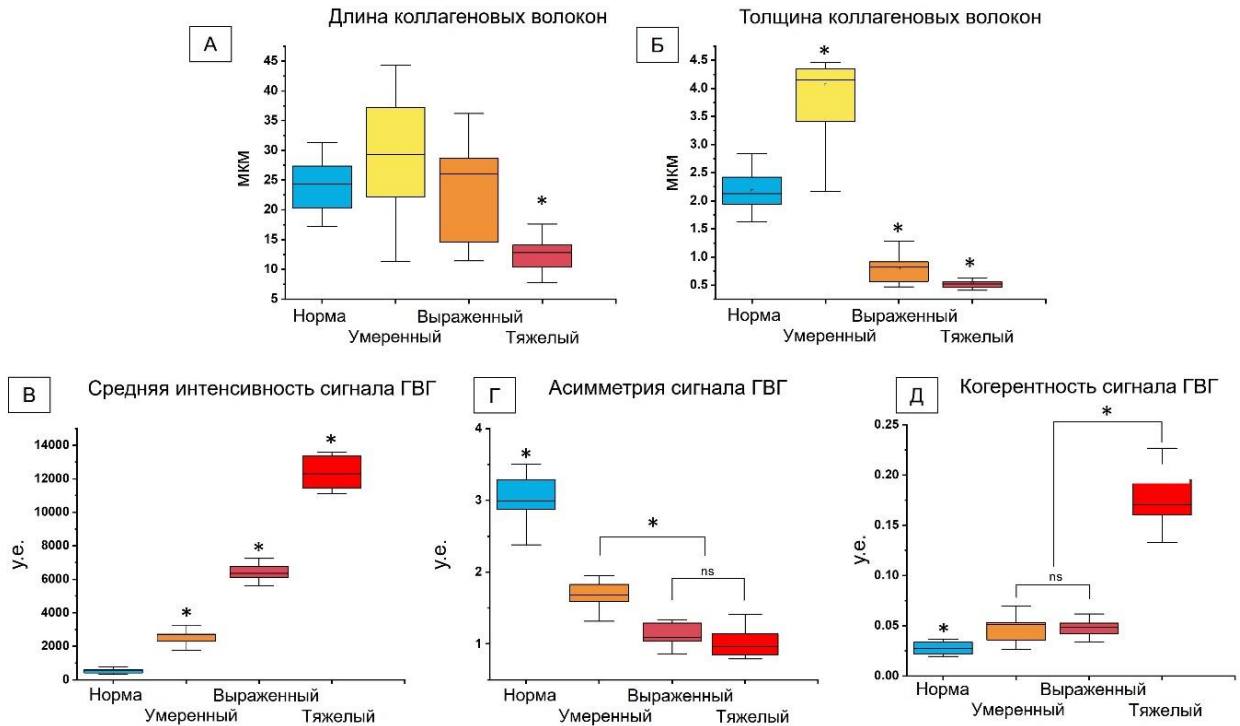 Длина коллагеновых волокон
А
45
40
35
30
25
20
15
10
5
мкм
*
Норма
Умеренный
Выраженный
Тяжелый
Толщина коллагеновых волокон
Б
4.5
4.0
3.5
3.0
2.5
2.0
1.5
1.0
0.5
мкм
*
*
*
Норма
Умеренный
Выраженный
Тяжелый
В
Средняя интенсивность сигнала ГВГ
14000
12000
10000
8000
6000
4000
2000
0
у.е.
*
*
*
Норма
Умеренный
Выраженный
Тяжелый
Г
Асимметрия сигнала ГВГ
4
3
2
1
у.е.
*
*
ns
Норма
Умеренный
Выраженный
Тяжелый
Д
Когерентность сигнала ГВГ
0.25
0.20
0.15
0.10
0.05
0.00
у.е.
*
*
ns
Норма
Умеренный
Выраженный
Тяжелый